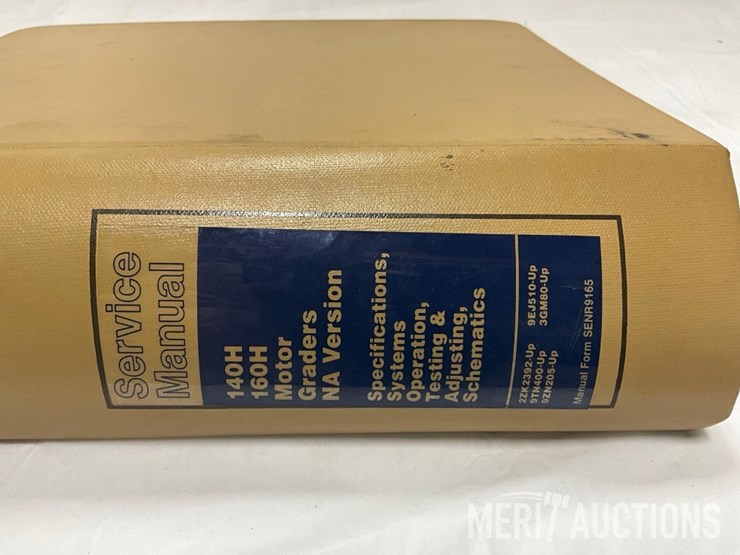 Service
Manual
140H
160H
Motor
Graders
NA Version
Specifications,
Systems
Operation,
Testing &
Adjusting,
Schematics
2ZK2392-Up 9EJ510-Up
9TN400-Up 3GM80-Up
9ZN205-Up
Manual Form SENR9165
MERIT AUCTIONS